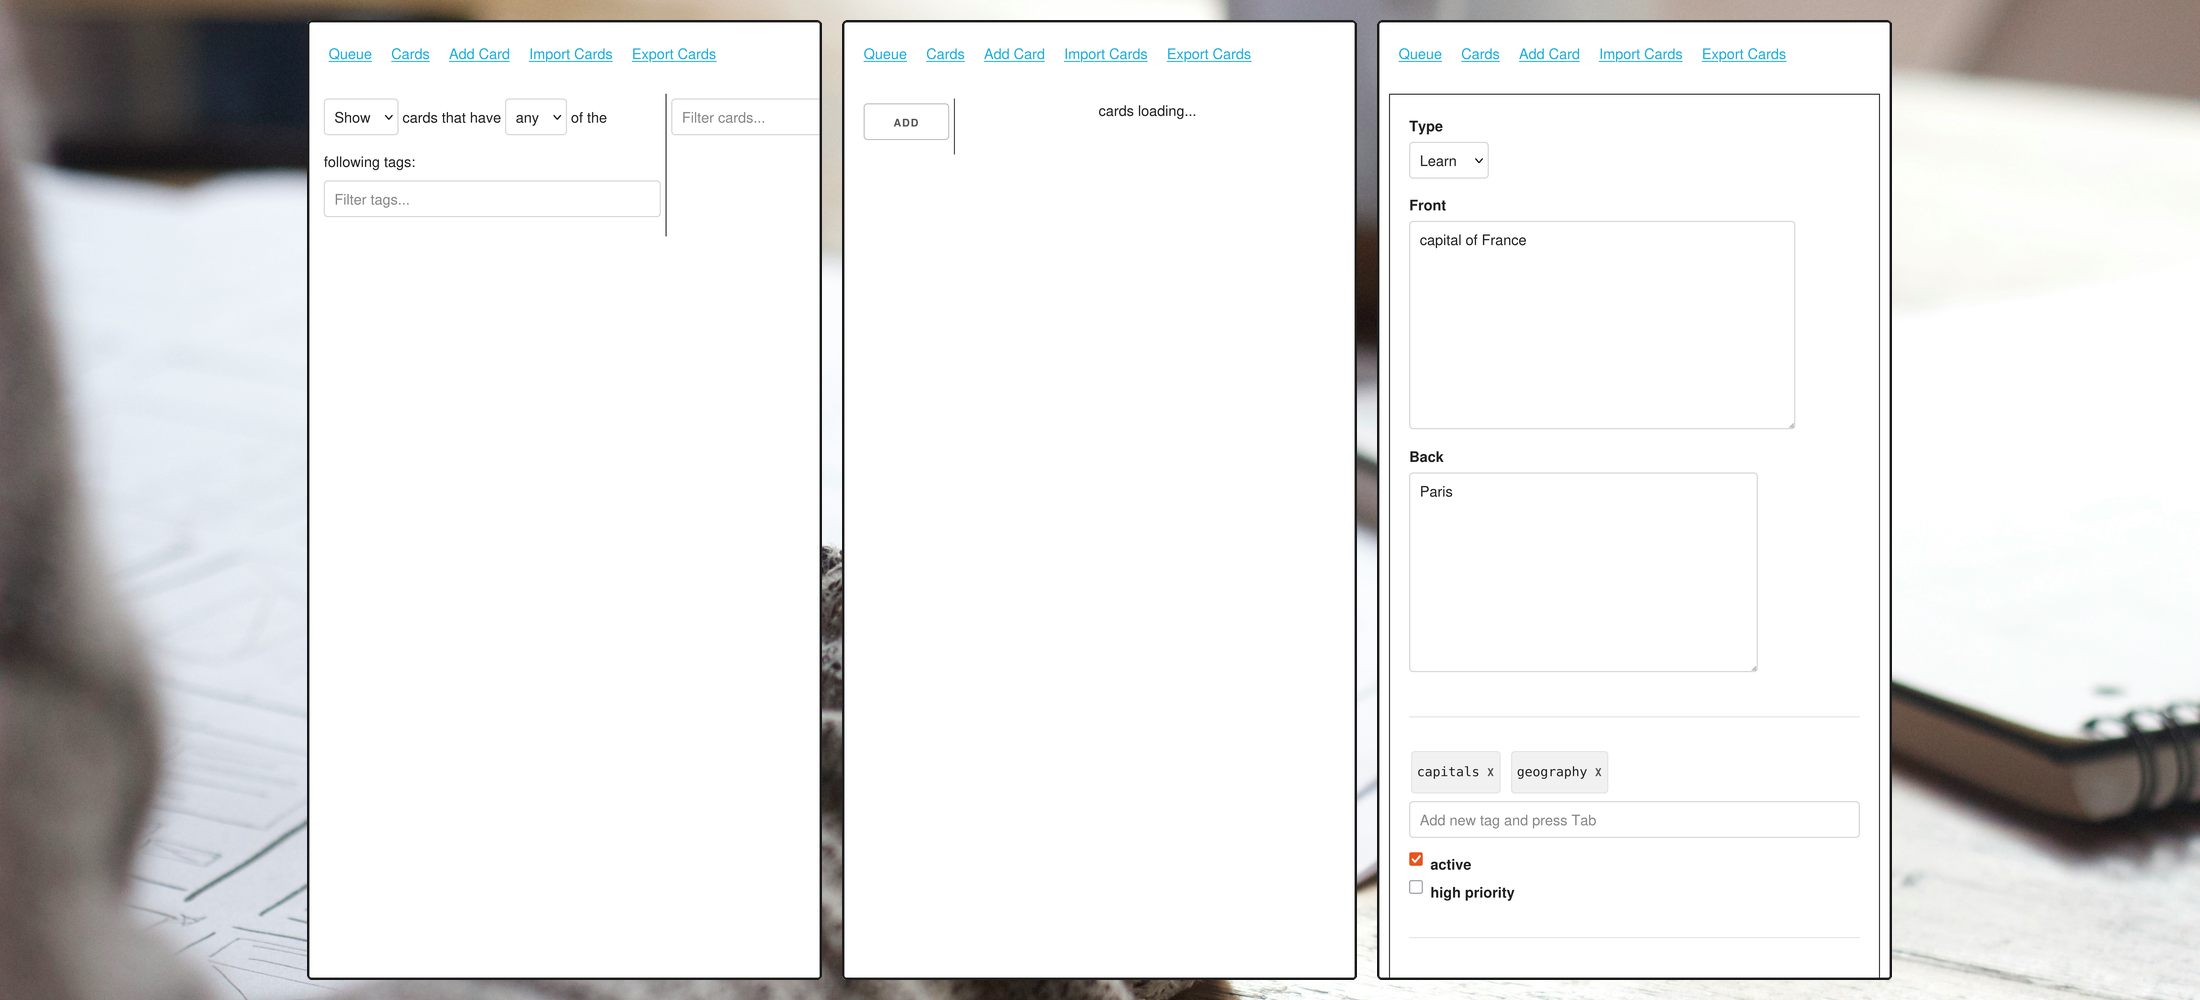 Queue Cards Add Card Import Cards Export Cards
Show cards that have any of the
following tags:
Filter tags...
Filter cards...
Queue Cards Add Card Import Cards Export Cards
ADD
cards loading...
Queue Cards Add Card Import Cards Export Cards
Type
Learn
Front
capital of France
Back
Paris
capitals X geography X
Add new tag and press Tab
active
high priority